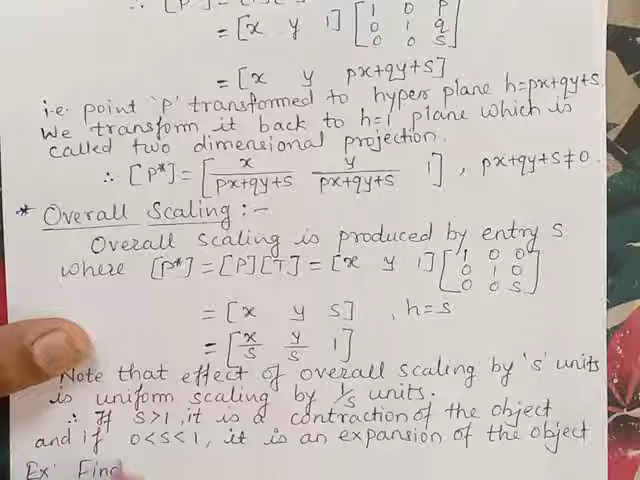 = [x y 1] [1 0 p
0 1 q
0 0 s]
= [x y px+qy+s]
i.e. point 'p' transformed to hyper plane h=px+qy+s.
We transform it back to h=1 plane which is
called two dimensional projection.
∴ [P*] = [x/(px+qy+s) y/(px+qy+s) 1] , px+qy+s≠0.
* Overall Scaling :-
Overall scaling is produced by entry s
where [P*] = [P][T] = [x y 1] [1 0 0
0 1 0
0 0 s]
= [x y s] , h=s
= [x/s y/s 1]
Note that effect of overall scaling by 's' units
is uniform scaling by 1/s units.
∴ If s>1, it is a contraction of the object
and if 0<s<1, it is an expansion of the object
Ex: Find